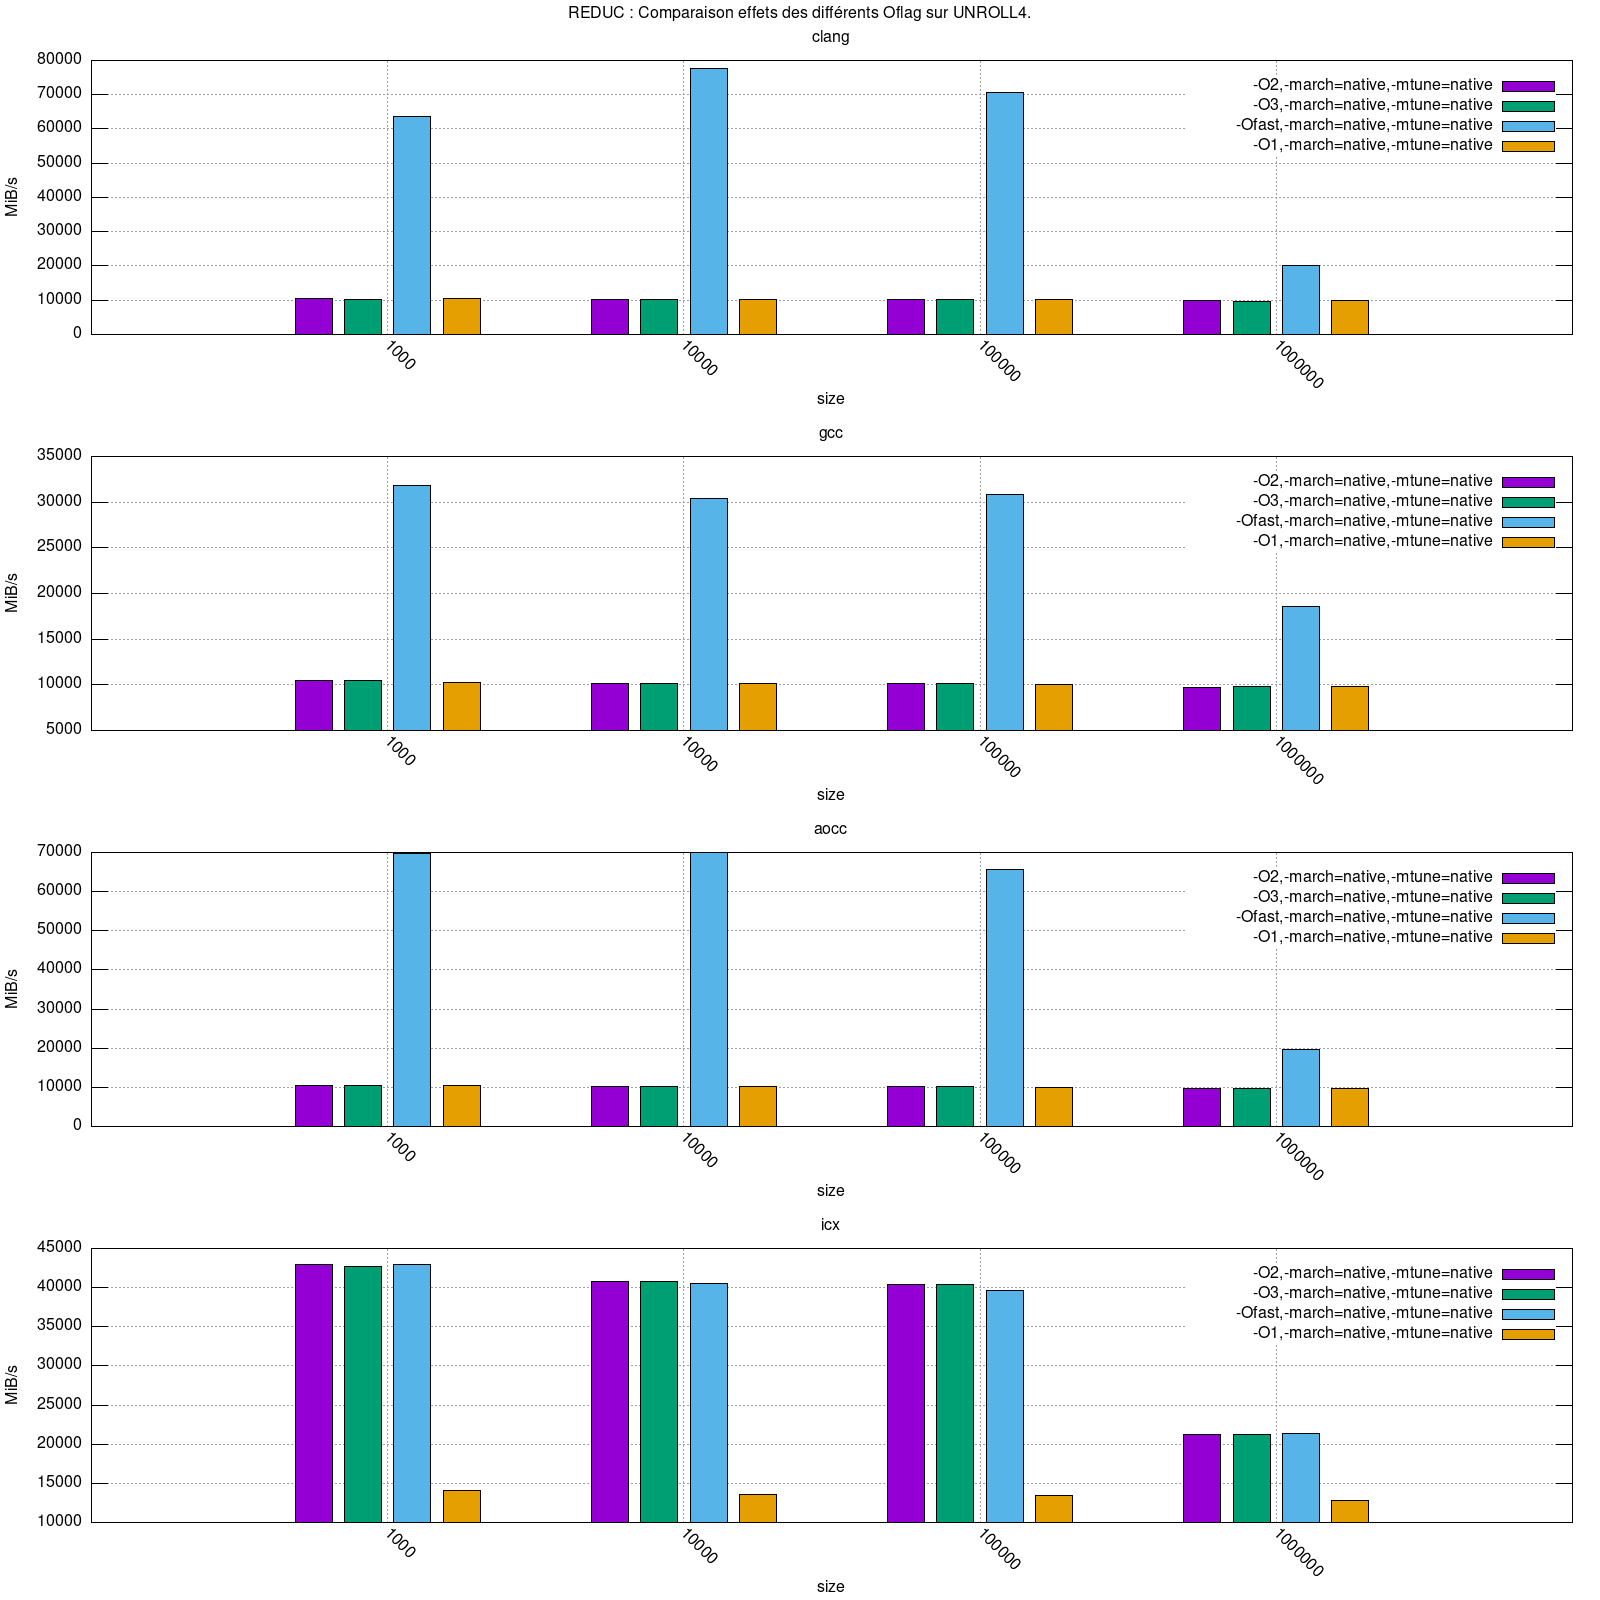 REDUC : Comparaison effets des différents Oflag sur UNROLL4.
clang
80000
70000
60000
50000
40000
30000
20000
10000
0
MiB/s
-O2,-march=native,-mtune=native
-O3,-march=native,-mtune=native
-Ofast,-march=native,-mtune=native
-O1,-march=native,-mtune=native
1000
10000
100000
1000000
size
gcc
35000
30000
25000
20000
15000
10000
5000
MiB/s
-O2,-march=native,-mtune=native
-O3,-march=native,-mtune=native
-Ofast,-march=native,-mtune=native
-O1,-march=native,-mtune=native
1000
10000
100000
1000000
size
aocc
70000
60000
50000
40000
30000
20000
10000
0
MiB/s
-O2,-march=native,-mtune=native
-O3,-march=native,-mtune=native
-Ofast,-march=native,-mtune=native
-O1,-march=native,-mtune=native
1000
10000
100000
1000000
size
icx
45000
40000
35000
30000
25000
20000
15000
10000
MiB/s
-O2,-march=native,-mtune=native
-O3,-march=native,-mtune=native
-Ofast,-march=native,-mtune=native
-O1,-march=native,-mtune=native
1000
10000
100000
1000000
size